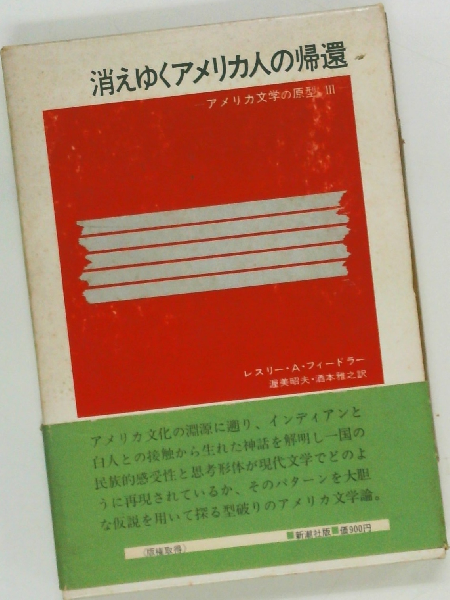 消えゆくアメリカ人の帰還
アメリカ文学の原型 III
レスリー・A・フィードラー
渥美昭夫・酒本雅之訳
アメリカ文化の淵源に遡り、インディアンと
白人との接触から生れた神話を解明し一国の
民族的感受性と思考形体が現代文学でどのよ
うに再現されているか、そのパターンを大胆
な仮説を用いて探る型破りのアメリカ文学論。
(版権取得)
■新潮社版■価900円